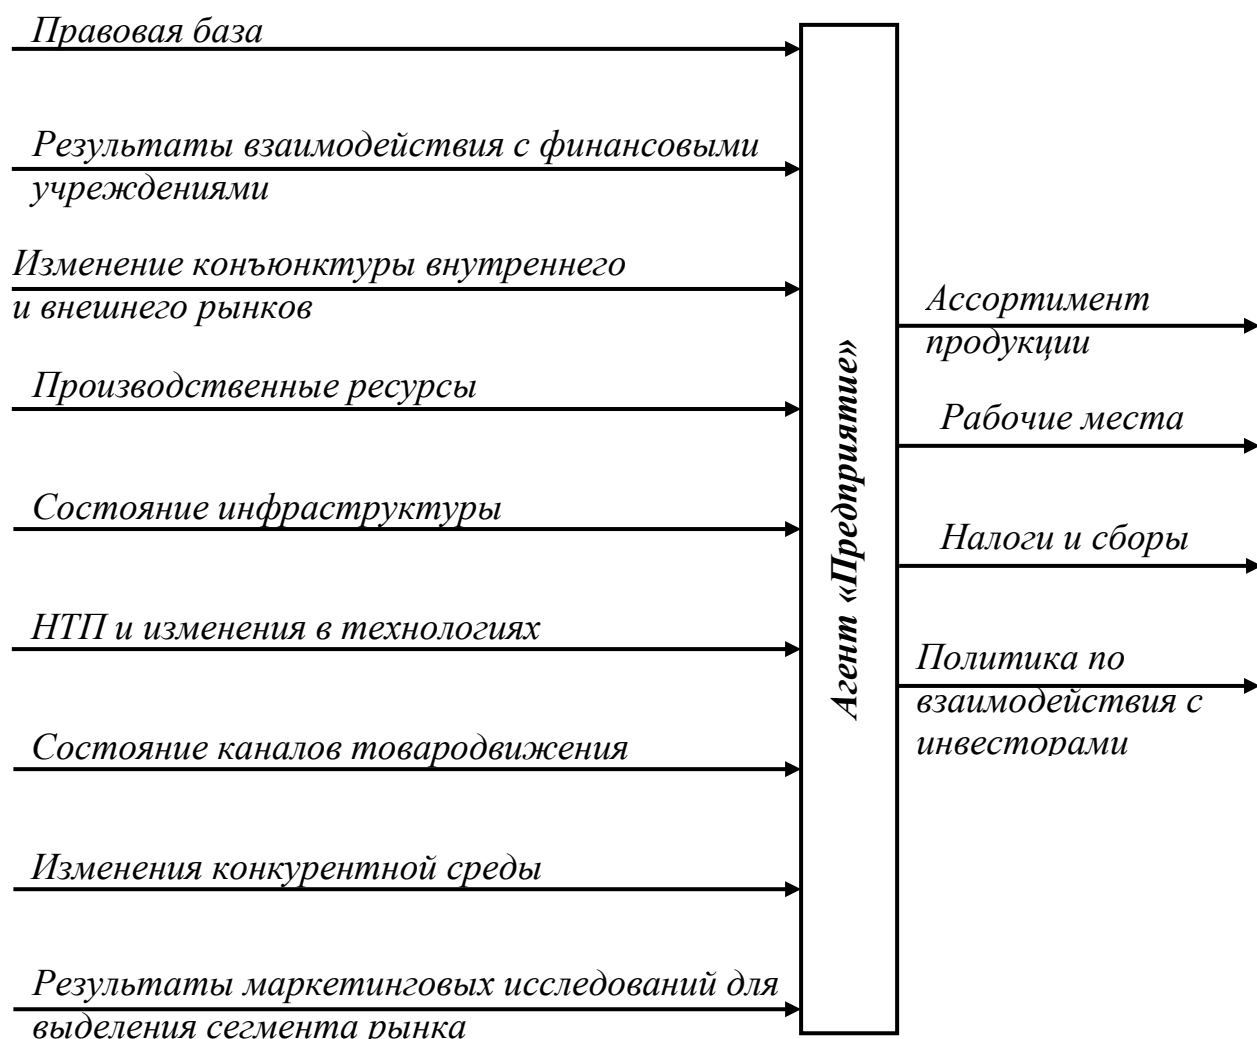 Правовая база
Результаты взаимодействия с финансовыми
учреждениями
Изменение конъюнктуры внутреннего
и внешнего рынков
Производственные ресурсы
Состояние инфраструктуры
НТП и изменения в технологиях
Состояние каналов товародвижения
Изменения конкурентной среды
Результаты маркетинговых исследований для
выделения сегмента рынка
Агент «Предприятие»
Ассортимент
продукции
Рабочие места
Налоги и сборы
Политика по
взаимодействия с
инвесторами